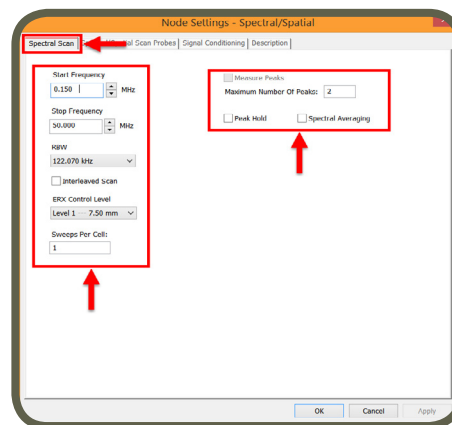 Node Settings - Spectral/Spatial
Spectral Scan
Scan Probes
Signal Conditioning
Description
Start Frequency
0.150 MHz
Stop Frequency
50.000 MHz
RBW
122.070 kHz
Interleaved Scan
ERX Control Level
Level 1 -- 7.50 mm
Sweeps Per Cell:
1
Measure Peaks
Maximum Number Of Peaks: 2
Peak Hold
Spectral Averaging
OK
Cancel
Apply